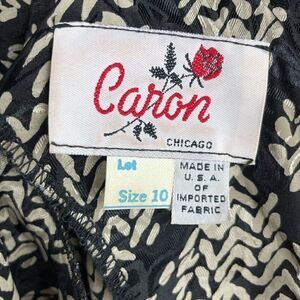 Caron
CHICAGO
Lot
Size 10
MADE IN
U.S.A.
OF
IMPORTED
FABRIC